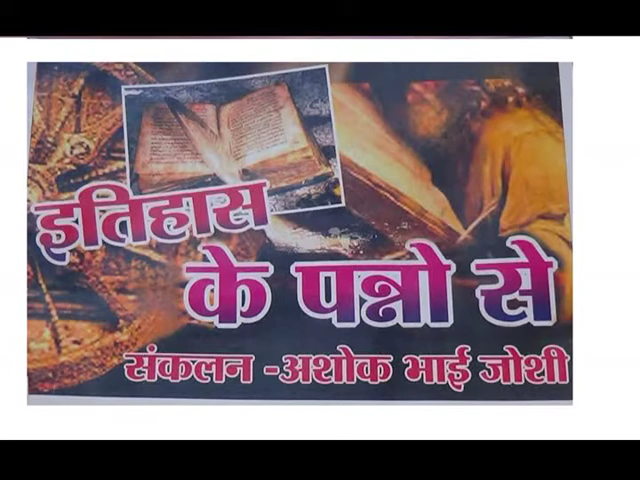 इतिहास
के पन्नो से
संकलन -अशोक भाई जोशी